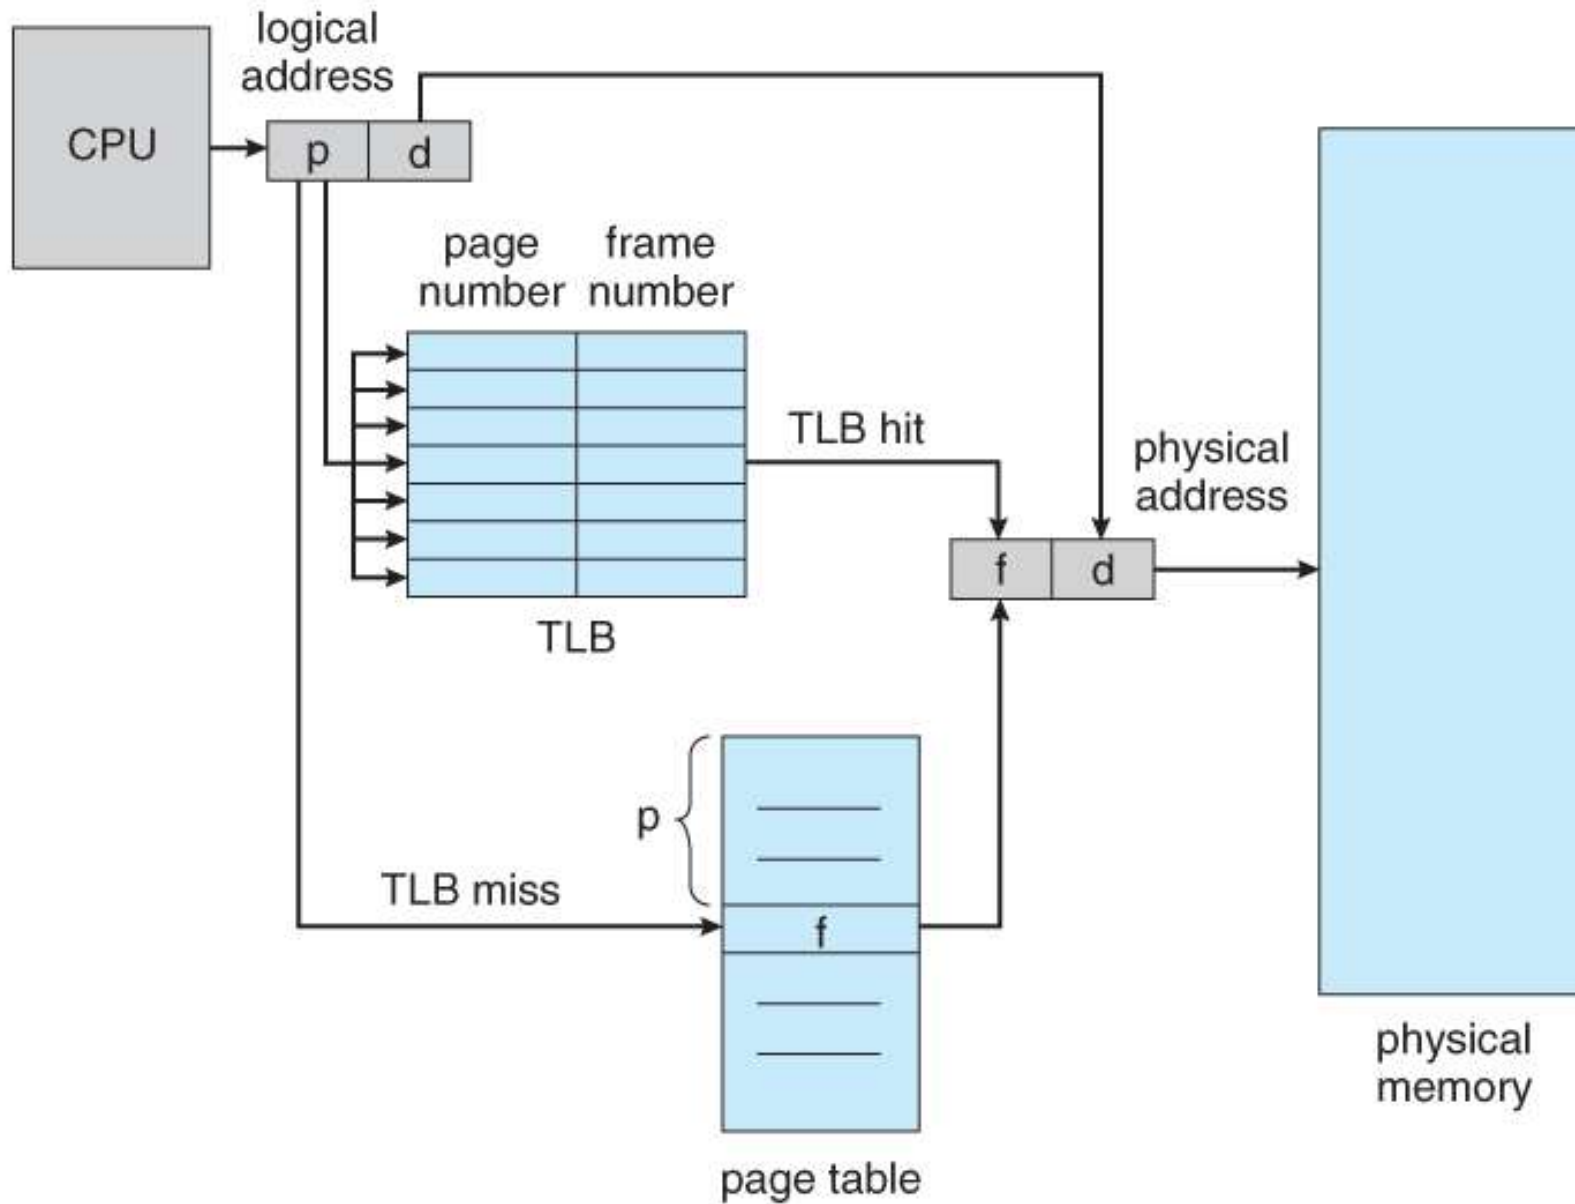 logical
address
CPU
p
d
page
number
frame
number
TLB hit
physical
address
f
d
TLB
p
TLB miss
f
physical
memory
page table